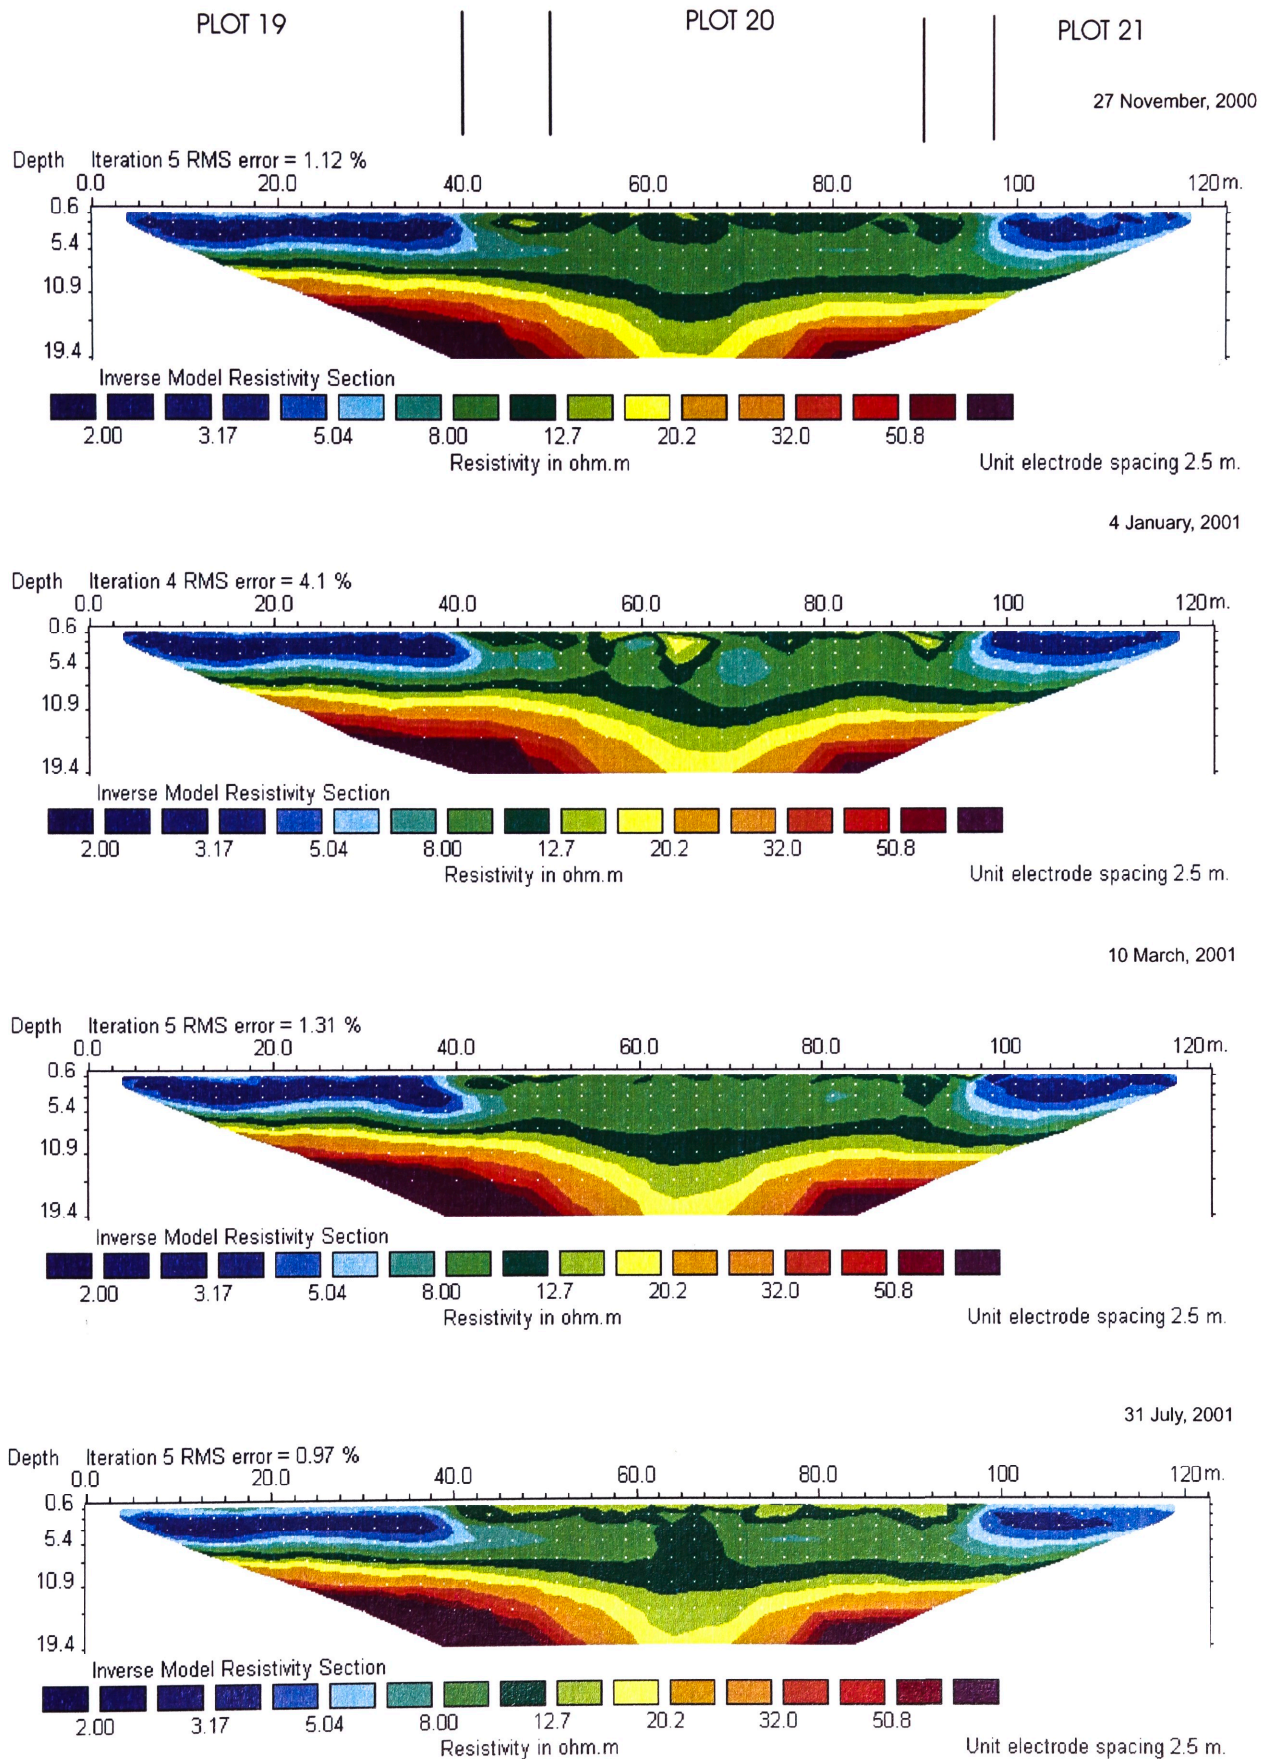 PLOT 19 PLOT 20 PLOT 21
27 November, 2000
Depth Iteration 5 RMS error = 1.12 %
0.0 20.0 40.0 60.0 80.0 100 120 m.
0.6
5.4
10.9
19.4
Inverse Model Resistivity Section
2.00 3.17 5.04 8.00 12.7 20.2 32.0 50.8
Resistivity in ohm.m Unit electrode spacing 2.5 m.
4 January, 2001
Depth Iteration 4 RMS error = 4.1 %
0.0 20.0 40.0 60.0 80.0 100 120 m.
0.6
5.4
10.9
19.4
Inverse Model Resistivity Section
2.00 3.17 5.04 8.00 12.7 20.2 32.0 50.8
Resistivity in ohm.m Unit electrode spacing 2.5 m.
10 March, 2001
Depth Iteration 5 RMS error = 1.31 %
0.0 20.0 40.0 60.0 80.0 100 120 m.
0.6
5.4
10.9
19.4
Inverse Model Resistivity Section
2.00 3.17 5.04 8.00 12.7 20.2 32.0 50.8
Resistivity in ohm.m Unit electrode spacing 2.5 m.
31 July, 2001
Depth Iteration 5 RMS error = 0.97 %
0.0 20.0 40.0 60.0 80.0 100 120 m.
0.6
5.4
10.9
19.4
Inverse Model Resistivity Section
2.00 3.17 5.04 8.00 12.7 20.2 32.0 50.8
Resistivity in ohm.m Unit electrode spacing 2.5 m.